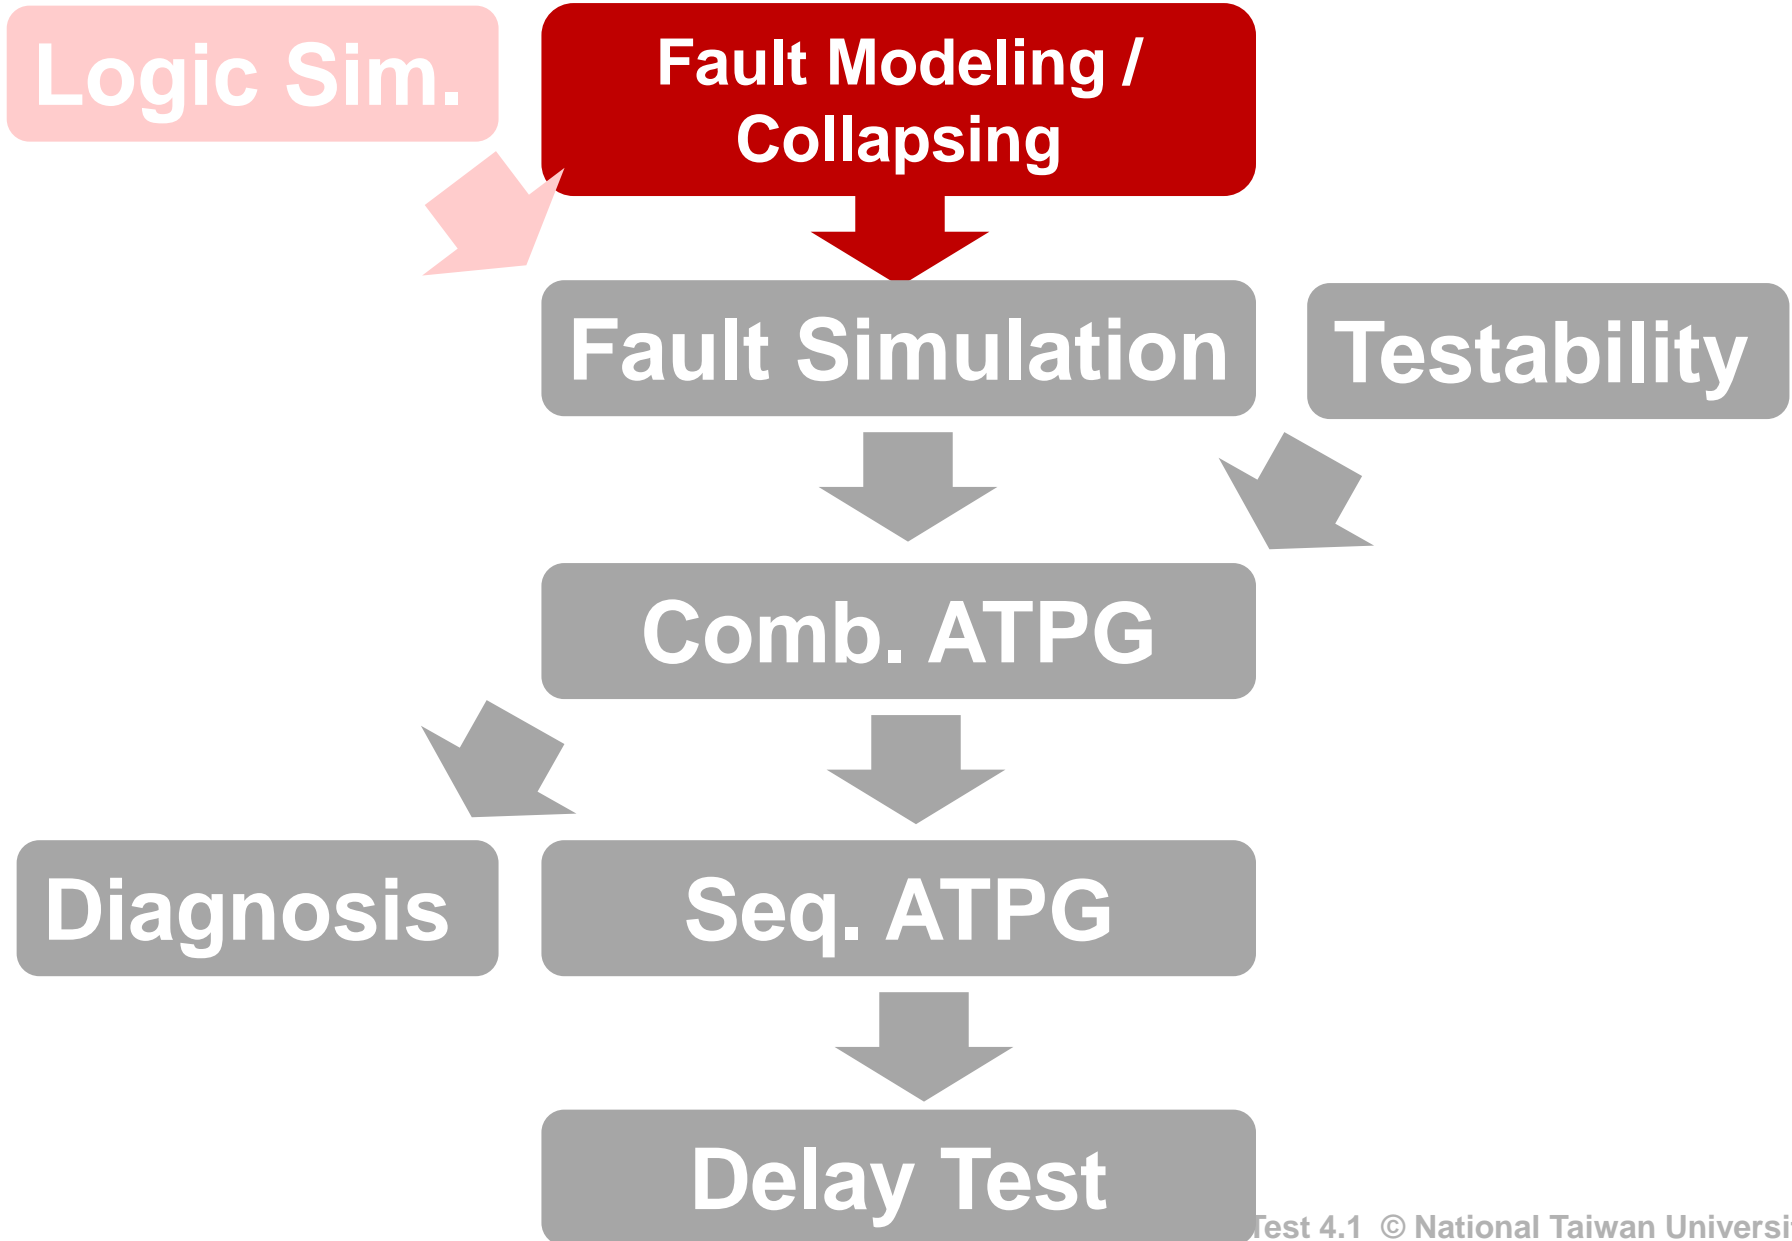 Logic Sim.
Fault Modeling /
Collapsing
Fault Simulation
Testability
Comb. ATPG
Diagnosis
Seq. ATPG
Delay Test
Test 4.1 © National Taiwan